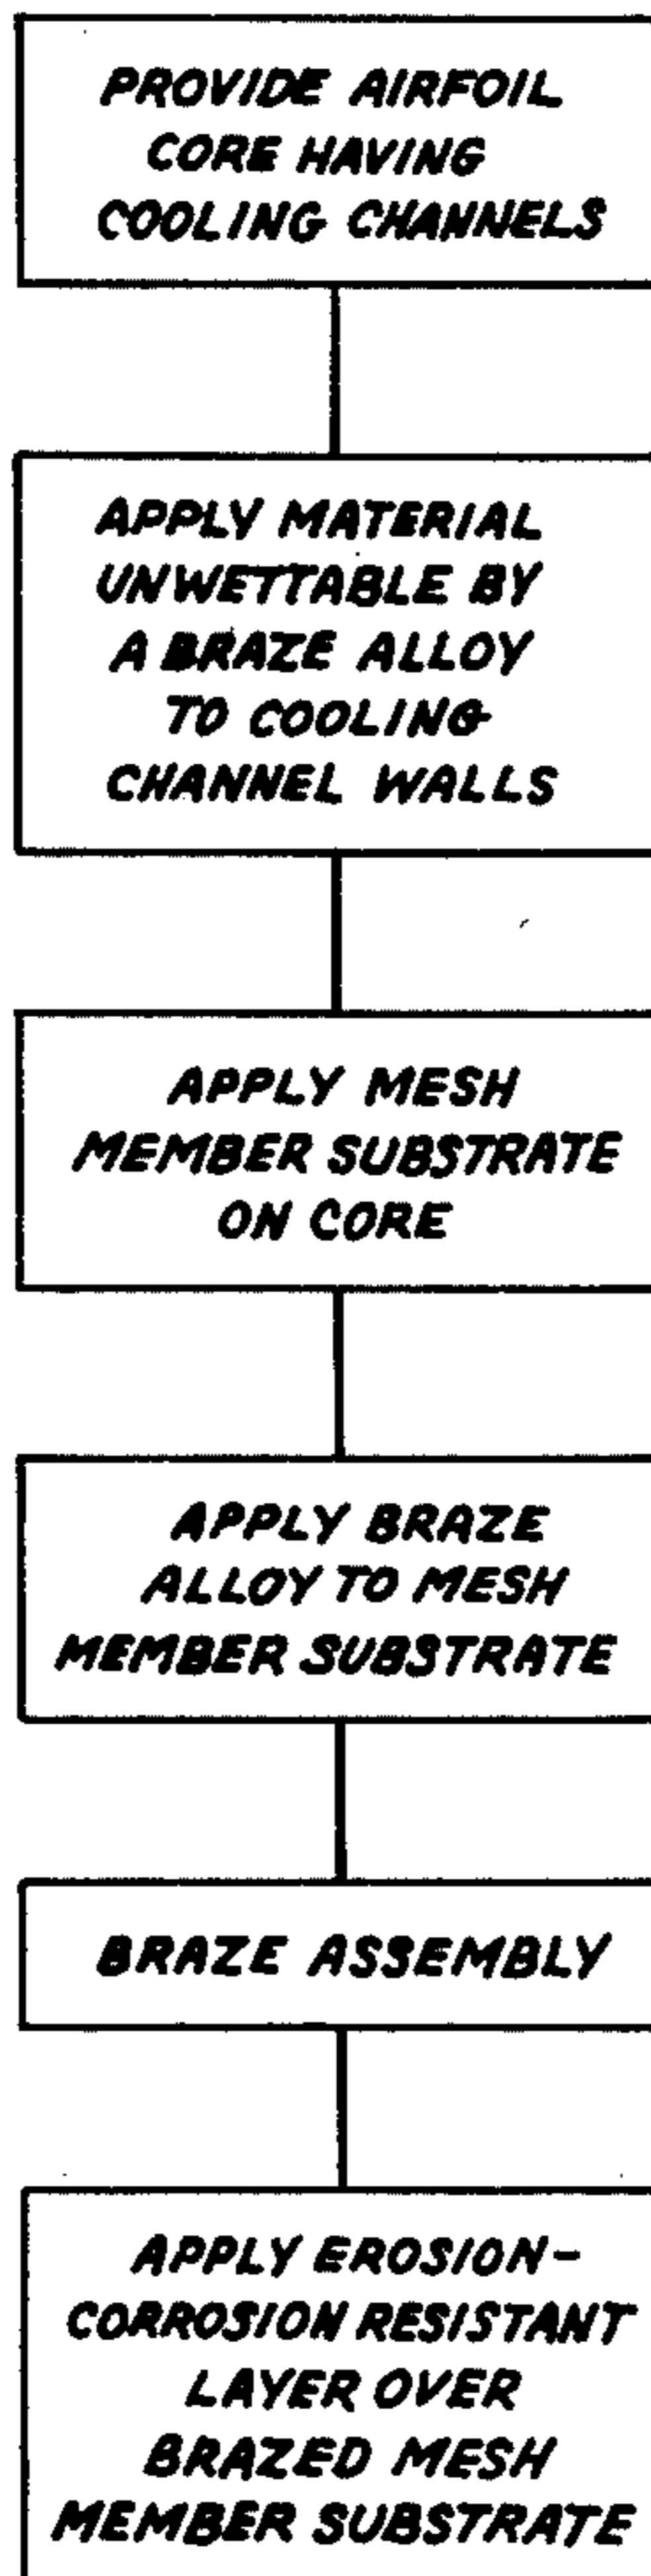 PROVIDE AIRFOIL
CORE HAVING
COOLING CHANNELS
APPLY MATERIAL
UNWETTABLE BY
A BRAZE ALLOY
TO COOLING
CHANNEL WALLS
APPLY MESH
MEMBER SUBSTRATE
ON CORE
APPLY BRAZE
ALLOY TO MESH
MEMBER SUBSTRATE
BRAZE ASSEMBLY
APPLY EROSION-
CORROSION RESISTANT
LAYER OVER
BRAZED MESH
MEMBER SUBSTRATE